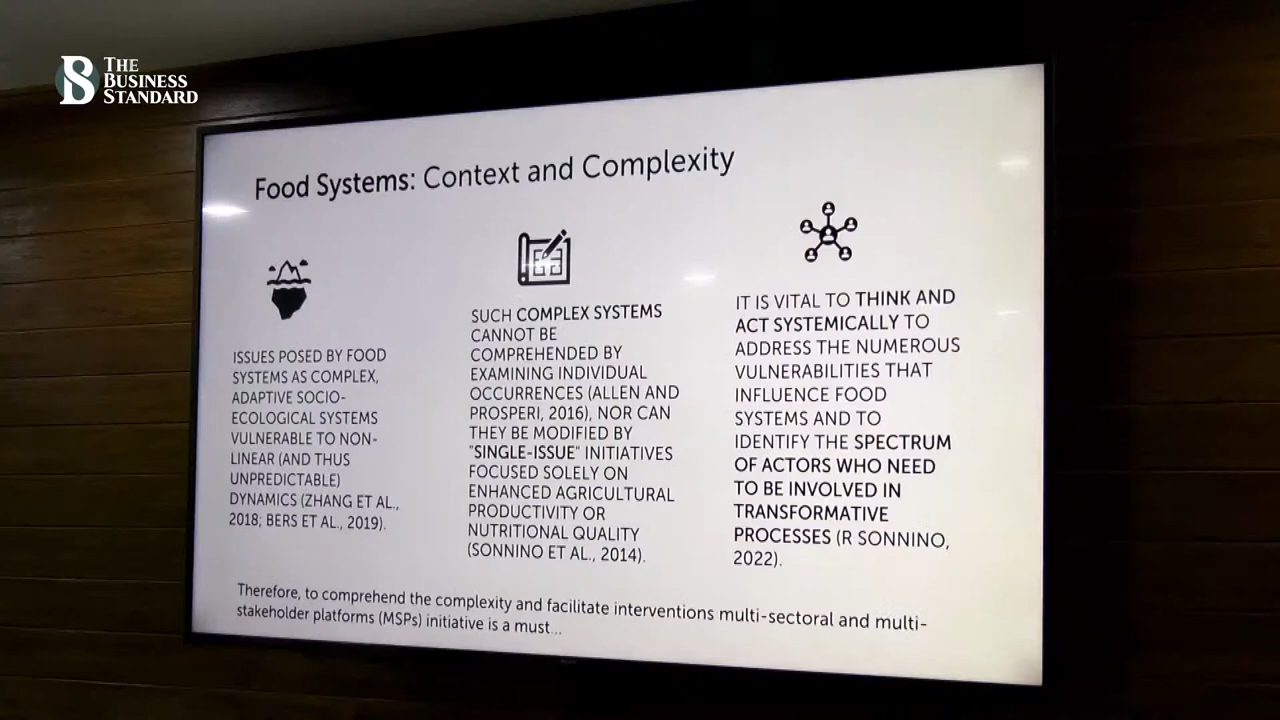 THE
BUSINESS
STANDARD
Food Systems: Context and Complexity
ISSUES POSED BY FOOD
SYSTEMS AS COMPLEX,
ADAPTIVE SOCIO-
ECOLOGICAL SYSTEMS
VULNERABLE TO NON-
LINEAR (AND THUS
UNPREDICTABLE)
DYNAMICS (ZHANG ET AL.,
2018; BERS ET AL., 2019).
SUCH COMPLEX SYSTEMS
CANNOT BE
COMPREHENDED BY
EXAMINING INDIVIDUAL
OCCURRENCES (ALLEN AND
PROSPERI, 2016), NOR CAN
THEY BE MODIFIED BY
"SINGLE-ISSUE" INITIATIVES
FOCUSED SOLELY ON
ENHANCED AGRICULTURAL
PRODUCTIVITY OR
NUTRITIONAL QUALITY
(SONNINO ET AL., 2014).
IT IS VITAL TO THINK AND
ACT SYSTEMICALLY TO
ADDRESS THE NUMEROUS
VULNERABILITIES THAT
INFLUENCE FOOD
SYSTEMS AND TO
IDENTIFY THE SPECTRUM
OF ACTORS WHO NEED
TO BE INVOLVED IN
TRANSFORMATIVE
PROCESSES (R SONNINO,
2022).
Therefore, to comprehend the complexity and facilitate interventions multi-sectoral and multi-
stakeholder platforms (MSPs) initiative is a must...